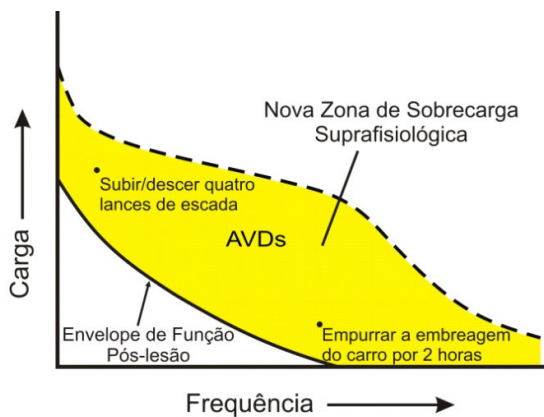 Nova Zona de Sobrecarga
Suprafisiológica
Subir/descer quatro
lances de escada
AVDs
Carga
Envelope de Função
Pós-lesão
Empurrar a embreagem
do carro por 2 horas
Frequência